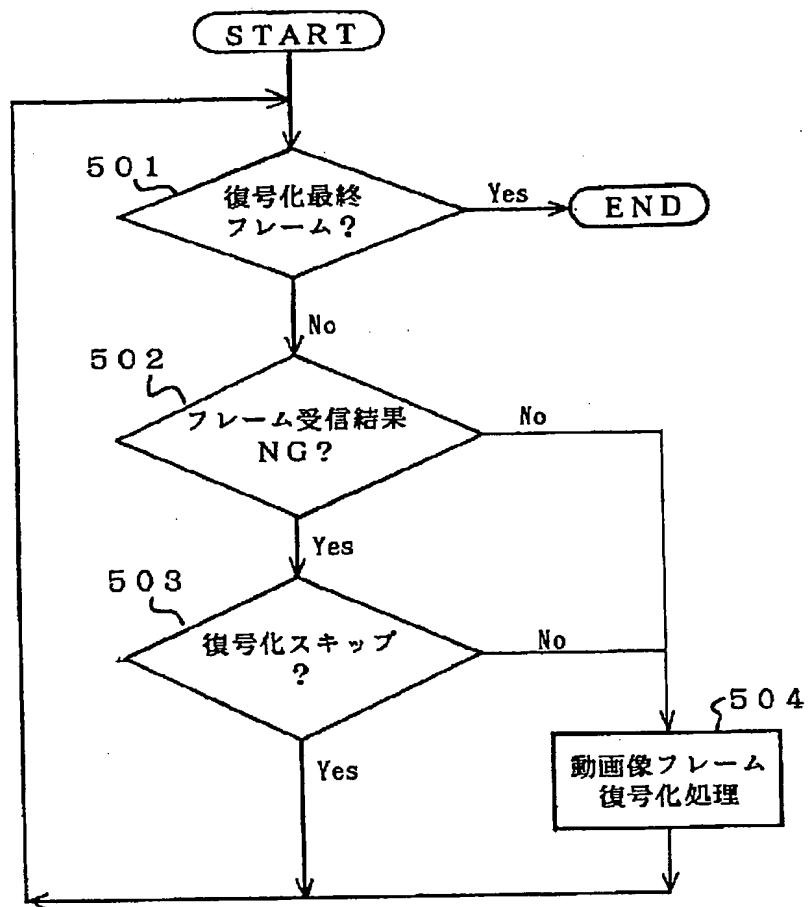 START
501
復号化最終
フレーム?
Yes
END
No
502
フレーム受信結果
NG?
No
Yes
503
復号化スキップ
?
No
504
Yes
動画像フレーム
復号化処理